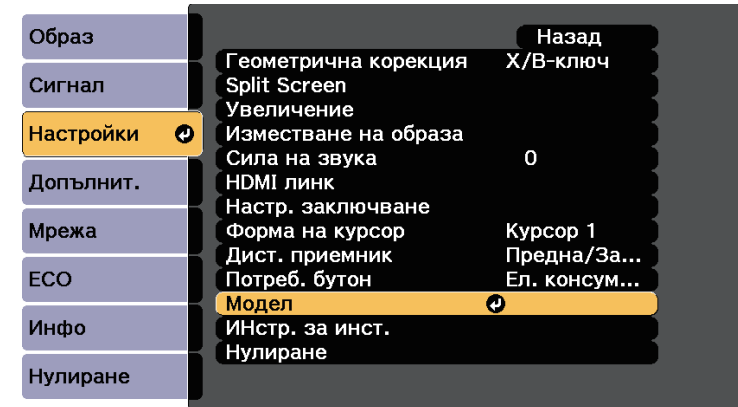 Образ
Сигнал
Настройки
Допълнит.
Мрежа
ECO
Инфо
Нулиране
Назад
Геометрична корекция X/В-ключ
Split Screen
Увеличение
Изместване на образа
Сила на звука 0
HDMI линк
Настр. заключване
Форма на курсор Курсор 1
Дист. приемник Предна/За...
Потреб. бутон Ел. консум...
Модел
ИНстр. за инст.
Нулиране